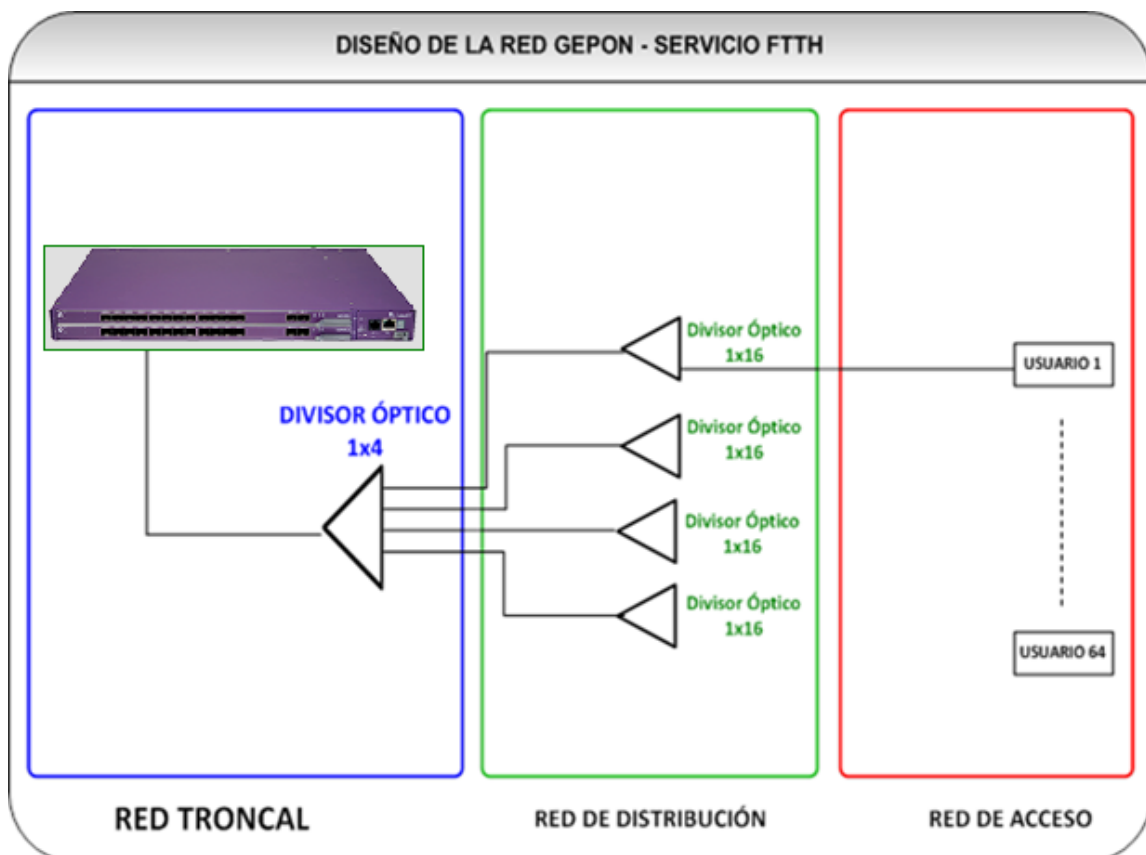 DISEÑO DE LA RED GEPON - SERVICIO FTTH
DIVISOR ÓPTICO
1x4
Divisor Óptico
1x16
Divisor Óptico
1x16
Divisor Óptico
1x16
Divisor Óptico
1x16
USUARIO 1
USUARIO 64
RED TRONCAL
RED DE DISTRIBUCIÓN
RED DE ACCESO